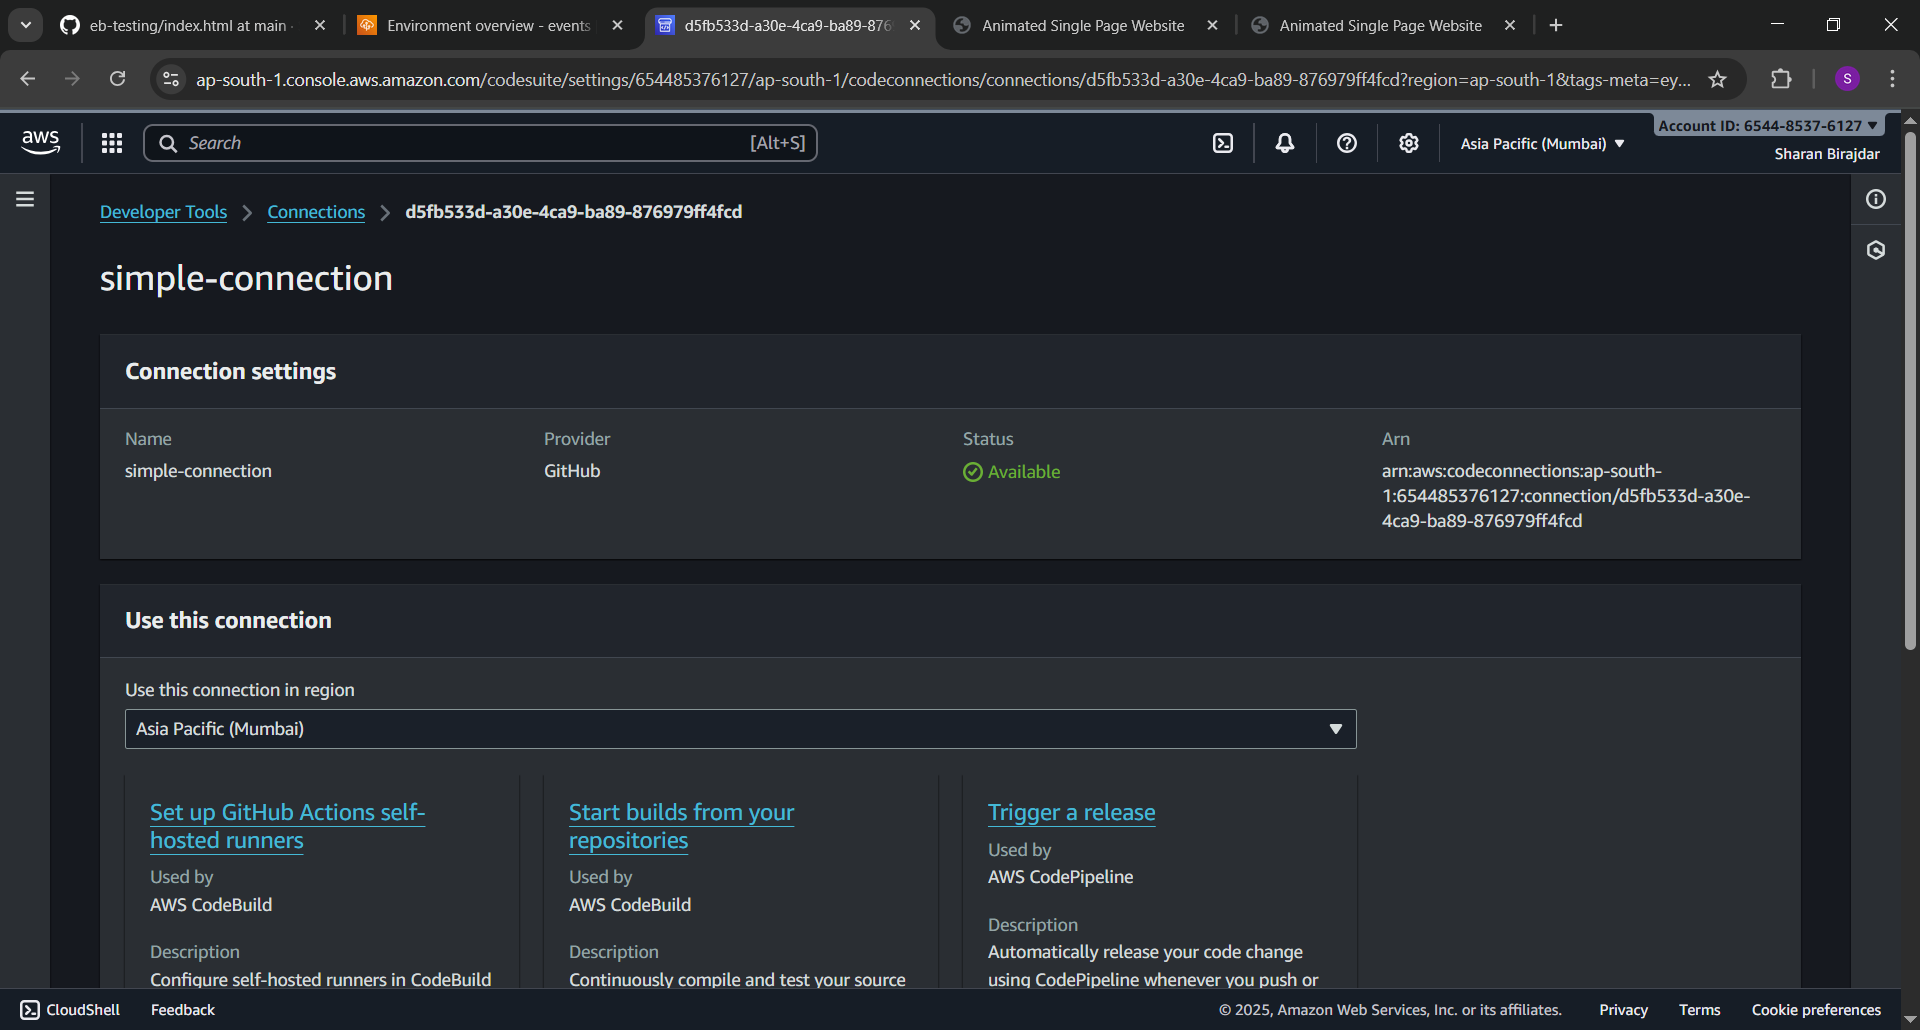 eb-testing/index.html at main
Environment overview - events
d5fb533d-a30e-4ca9-ba89-876
Animated Single Page Website
Animated Single Page Website
ap-south-1.console.aws.amazon.com/codesuite/settings/654485376127/ap-south-1/codeconnections/connections/d5fb533d-a30e-4ca9-ba89-876979ff4fcd?region=ap-south-1&tags-meta=ey...
S
aws
Search
[Alt+S]
Asia Pacific (Mumbai)
Account ID: 6544-8537-6127
Sharan Birajdar
Developer Tools
Connections
d5fb533d-a30e-4ca9-ba89-876979ff4fcd
simple-connection
Connection settings
Name
simple-connection
Provider
GitHub
Status
Available
Arn
arn:aws:codeconnections:ap-south-
1:654485376127:connection/d5fb533d-a30e-
4ca9-ba89-876979ff4fcd
Use this connection
Use this connection in region
Asia Pacific (Mumbai)
Set up GitHub Actions self-
hosted runners
Used by
AWS CodeBuild
Description
Configure self-hosted runners in CodeBuild
Start builds from your
repositories
Used by
AWS CodeBuild
Description
Continuously compile and test your source
Trigger a release
Used by
AWS CodePipeline
Description
Automatically release your code change
using CodePipeline whenever you push or
CloudShell
Feedback
© 2025, Amazon Web Services, Inc. or its affiliates.
Privacy
Terms
Cookie preferences